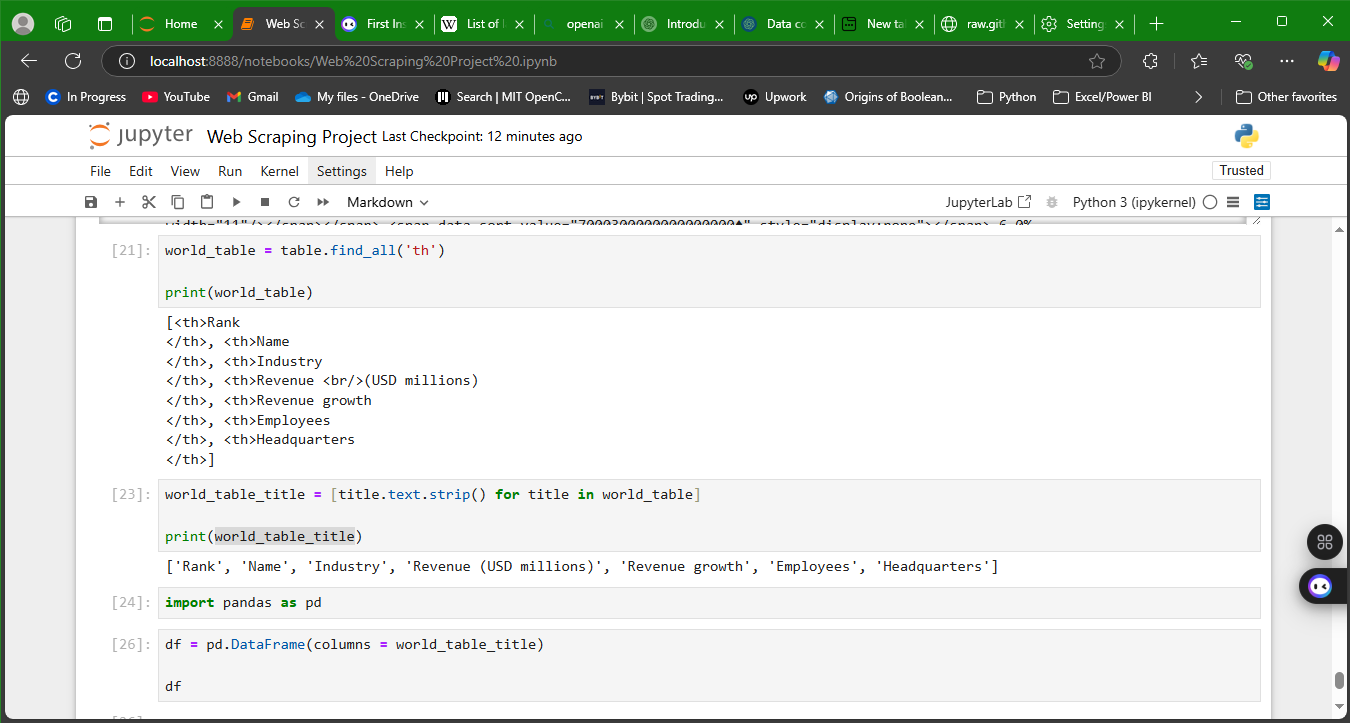 Home
Web Sc
First Ins
List of
openai
Introdu
Data co
New ta
raw.git
Setting
localhost:8888/notebooks/Web%20Scraping%20Project%20.ipynb
In Progress
YouTube
Gmail
My files - OneDrive
Search | MIT OpenC...
Bybit | Spot Trading...
Upwork
Origins of Boolean...
Python
Excel/Power BI
Other favorites
jupyter Web Scraping Project Last Checkpoint: 12 minutes ago
File Edit View Run Kernel Settings Help
Trusted
Markdown
JupyterLab
Python 3 (ipykernel)
width="11"/></span></span> <span data-sort-value="7000300000000000000♠" style="display:none"></span> 6.0%
[21]: world_table = table.find_all('th')
print(world_table)
[<th>Rank
</th>, <th>Name
</th>, <th>Industry
</th>, <th>Revenue <br/>(USD millions)
</th>, <th>Revenue growth
</th>, <th>Employees
</th>, <th>Headquarters
</th>]
[23]: world_table_title = [title.text.strip() for title in world_table]
print(world_table_title)
['Rank', 'Name', 'Industry', 'Revenue (USD millions)', 'Revenue growth', 'Employees', 'Headquarters']
[24]: import pandas as pd
[26]: df = pd.DataFrame(columns = world_table_title)
df